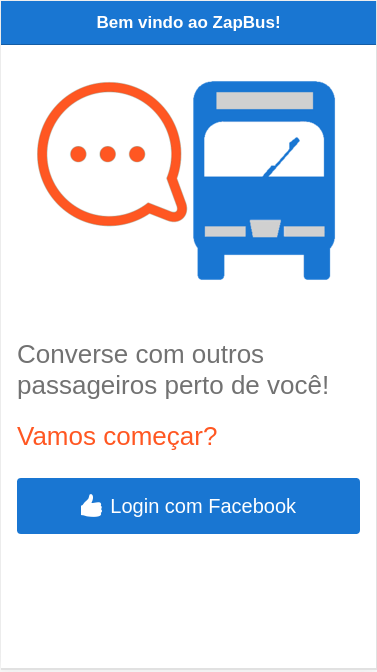 Bem vindo ao ZapBus!
Converse com outros
passageiros perto de você!
Vamos começar?
Login com Facebook